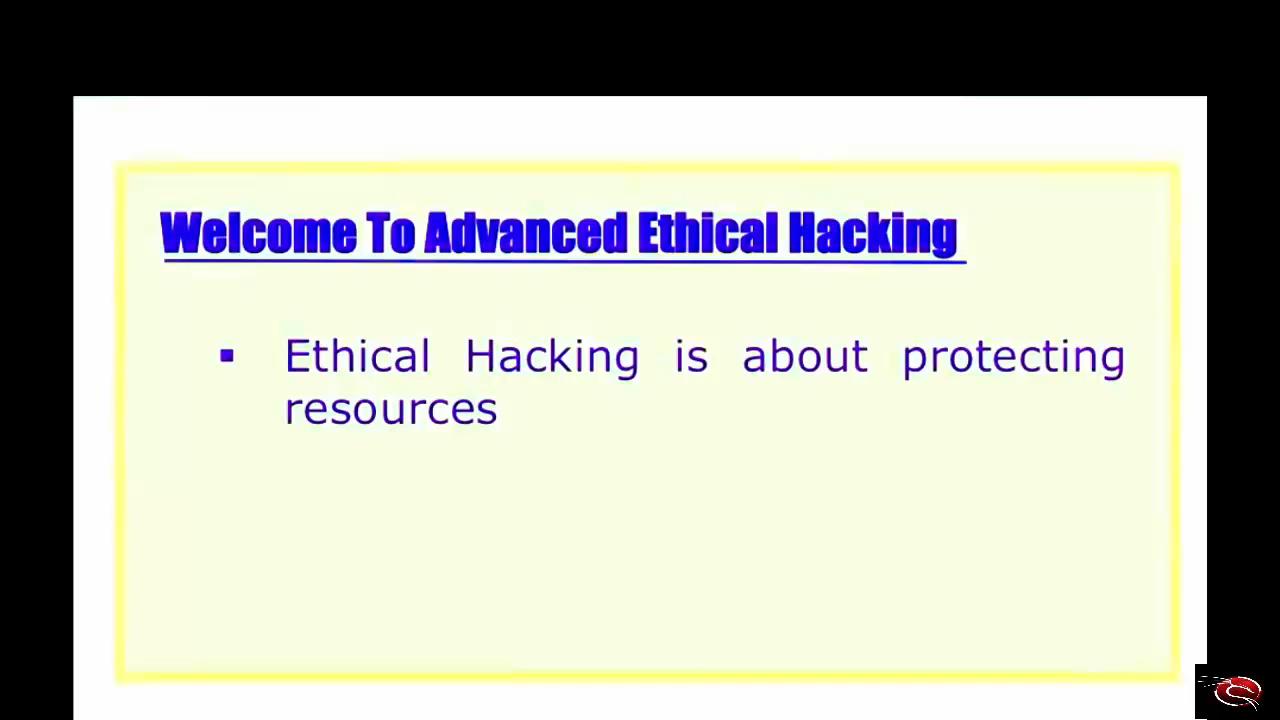 Welcome To Advanced Ethical Hacking
▪ Ethical Hacking is about protecting
resources